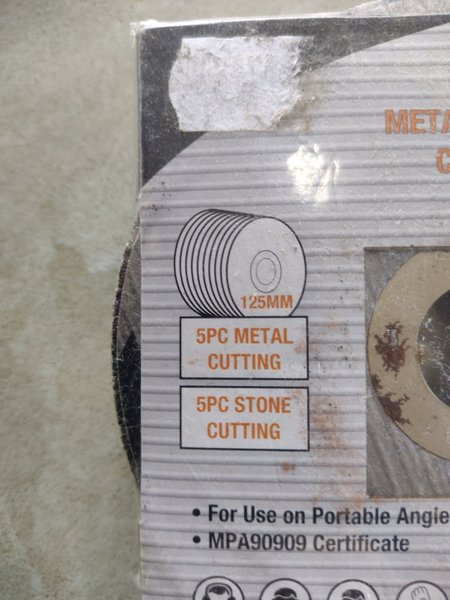 125MM
5PC METAL
CUTTING
5PC STONE
CUTTING
• For Use on Portable Angle
• MPA90909 Certificate